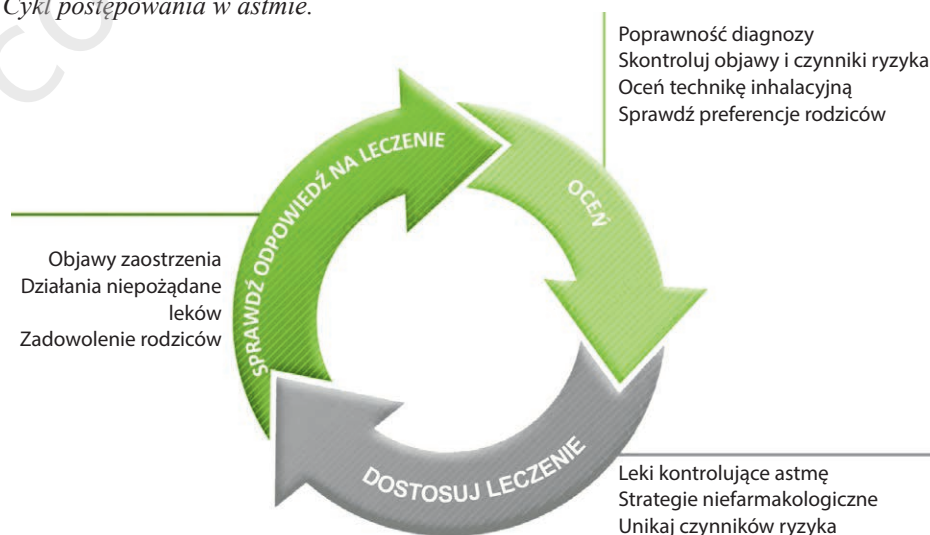 Cykl postępowania w astmie.
Poprawność diagnozy
Skontroluj objawy i czynniki ryzyka
Oceń technikę inhalacyjną
Sprawdź preferencje rodziców
SPRAWDŹ ODPOWIEDŹ NA LECZENIE
OCEŃ
Objawy zaostrzenia
Działania niepożądane
leków
Zadowolenie rodziców
DOSTOSUJ LECZENIE
Leki kontrolujące astmę
Strategie niefarmakologiczne
Unikaj czynników ryzyka